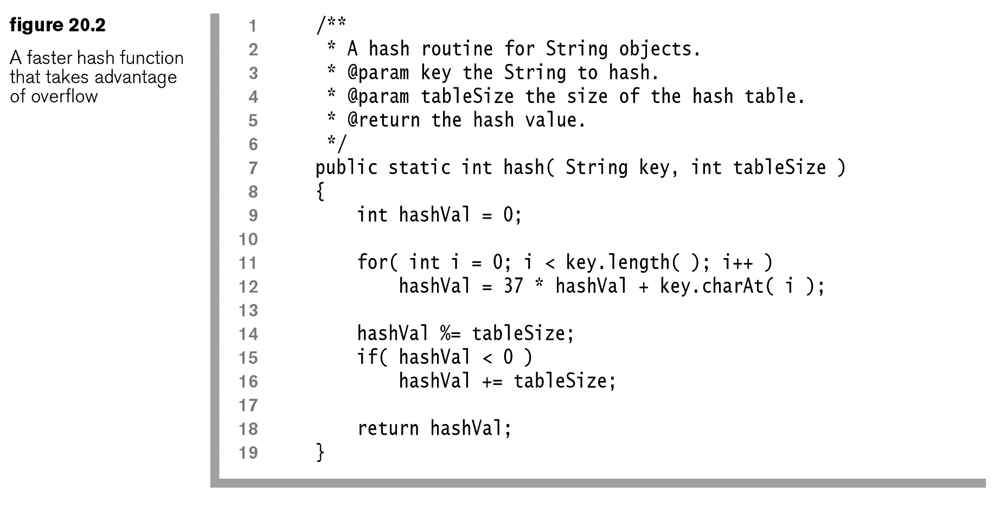 figure 20.2
A faster hash function
that takes advantage
of overflow
1 /**
2  * A hash routine for String objects.
3  * @param key the String to hash.
4  * @param tableSize the size of the hash table.
5  * @return the hash value.
6  */
7 public static int hash( String key, int tableSize )
8 {
9     int hashVal = 0;
10
11     for( int i = 0; i < key.length( ); i++ )
12         hashVal = 37 * hashVal + key.charAt( i );
13
14     hashVal %= tableSize;
15     if( hashVal < 0 )
16         hashVal += tableSize;
17
18     return hashVal;
19 }